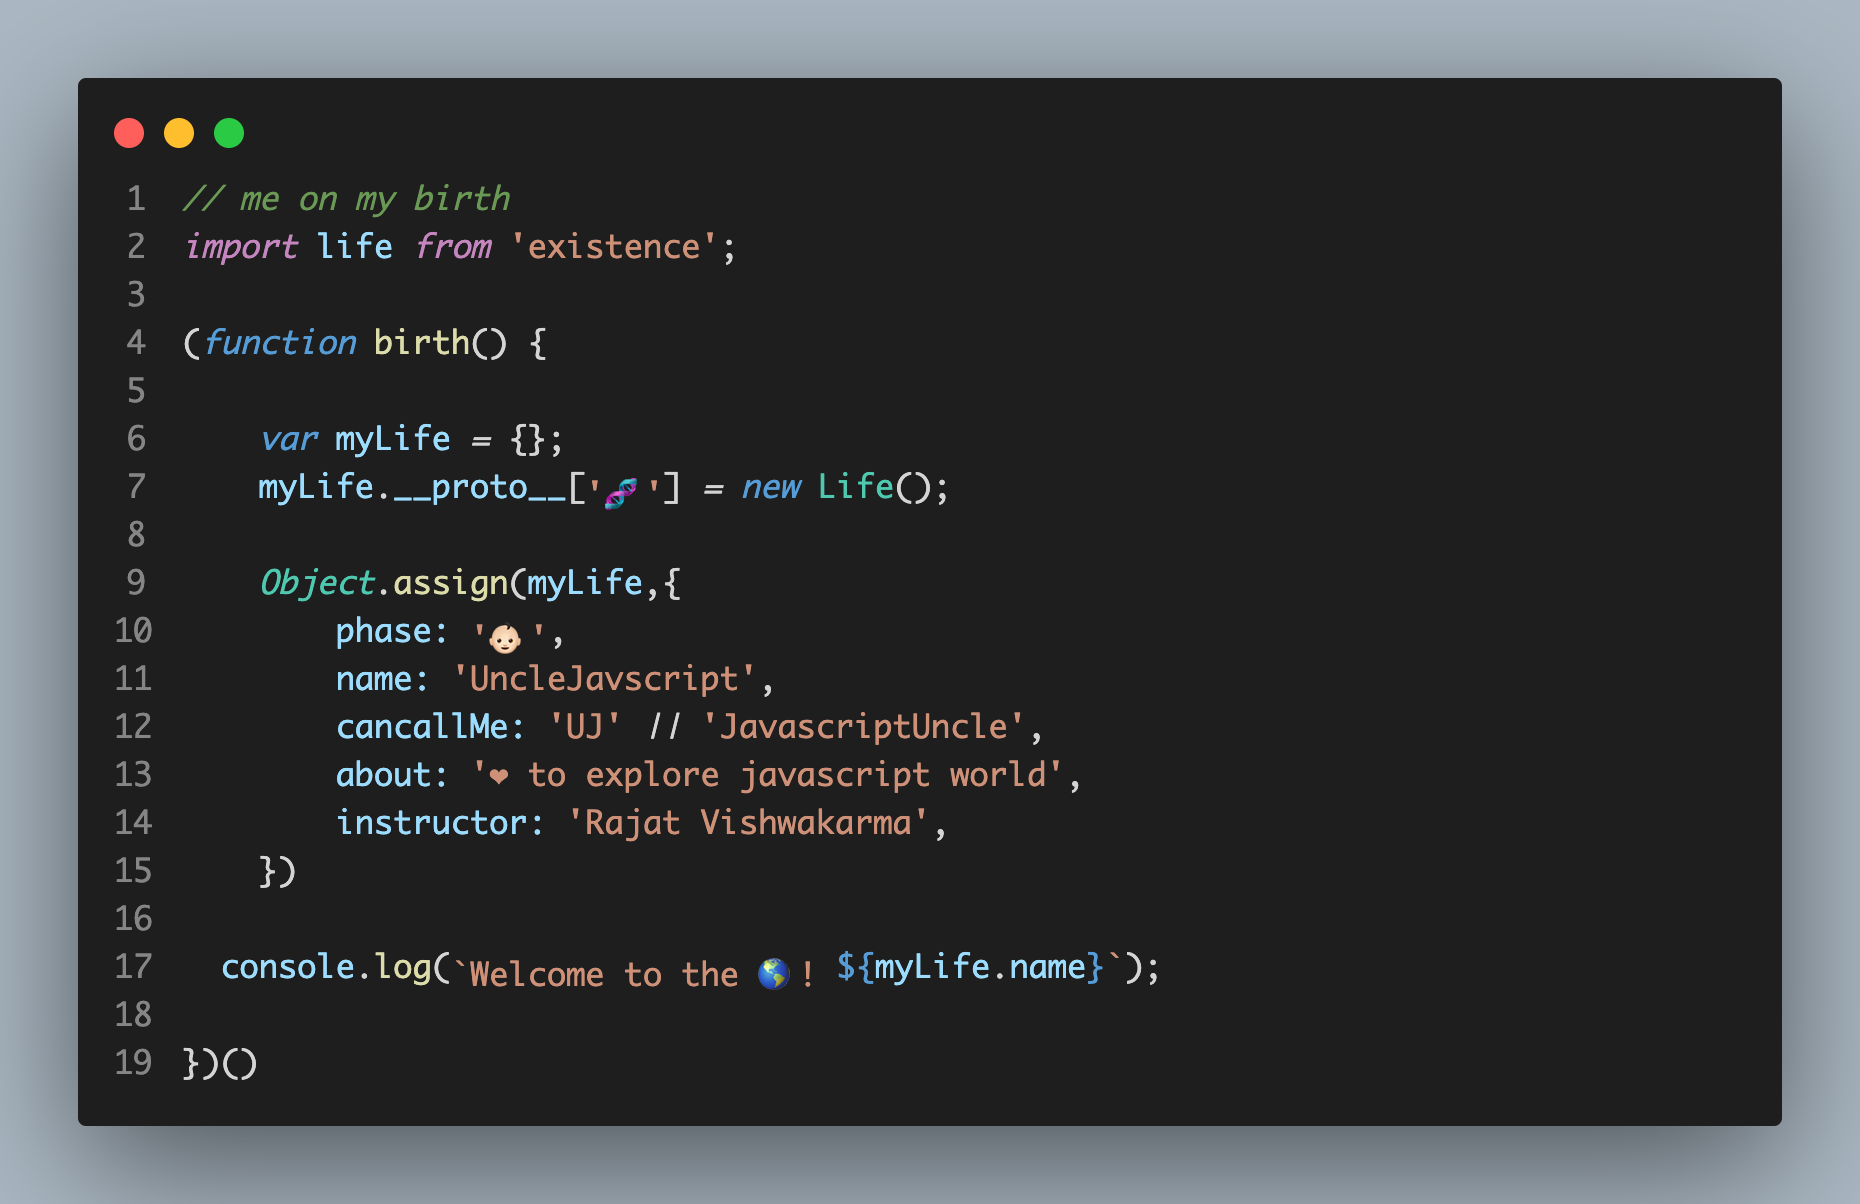 1 // me on my birth
2 import life from 'existence';
3
4 (function birth() {
5
6     var myLife = {};
7     myLife.__proto__['🧬'] = new Life();
8
9     Object.assign(myLife,{
10         phase: '👶🏻',
11         name: 'UncleJavscript',
12         cancallMe: 'UJ' // 'JavascriptUncle',
13         about: '❤ to explore javascript world',
14         instructor: 'Rajat Vishwakarma',
15     })
16
17   console.log(`Welcome to the 🌎! ${myLife.name}`);
18
19 })()